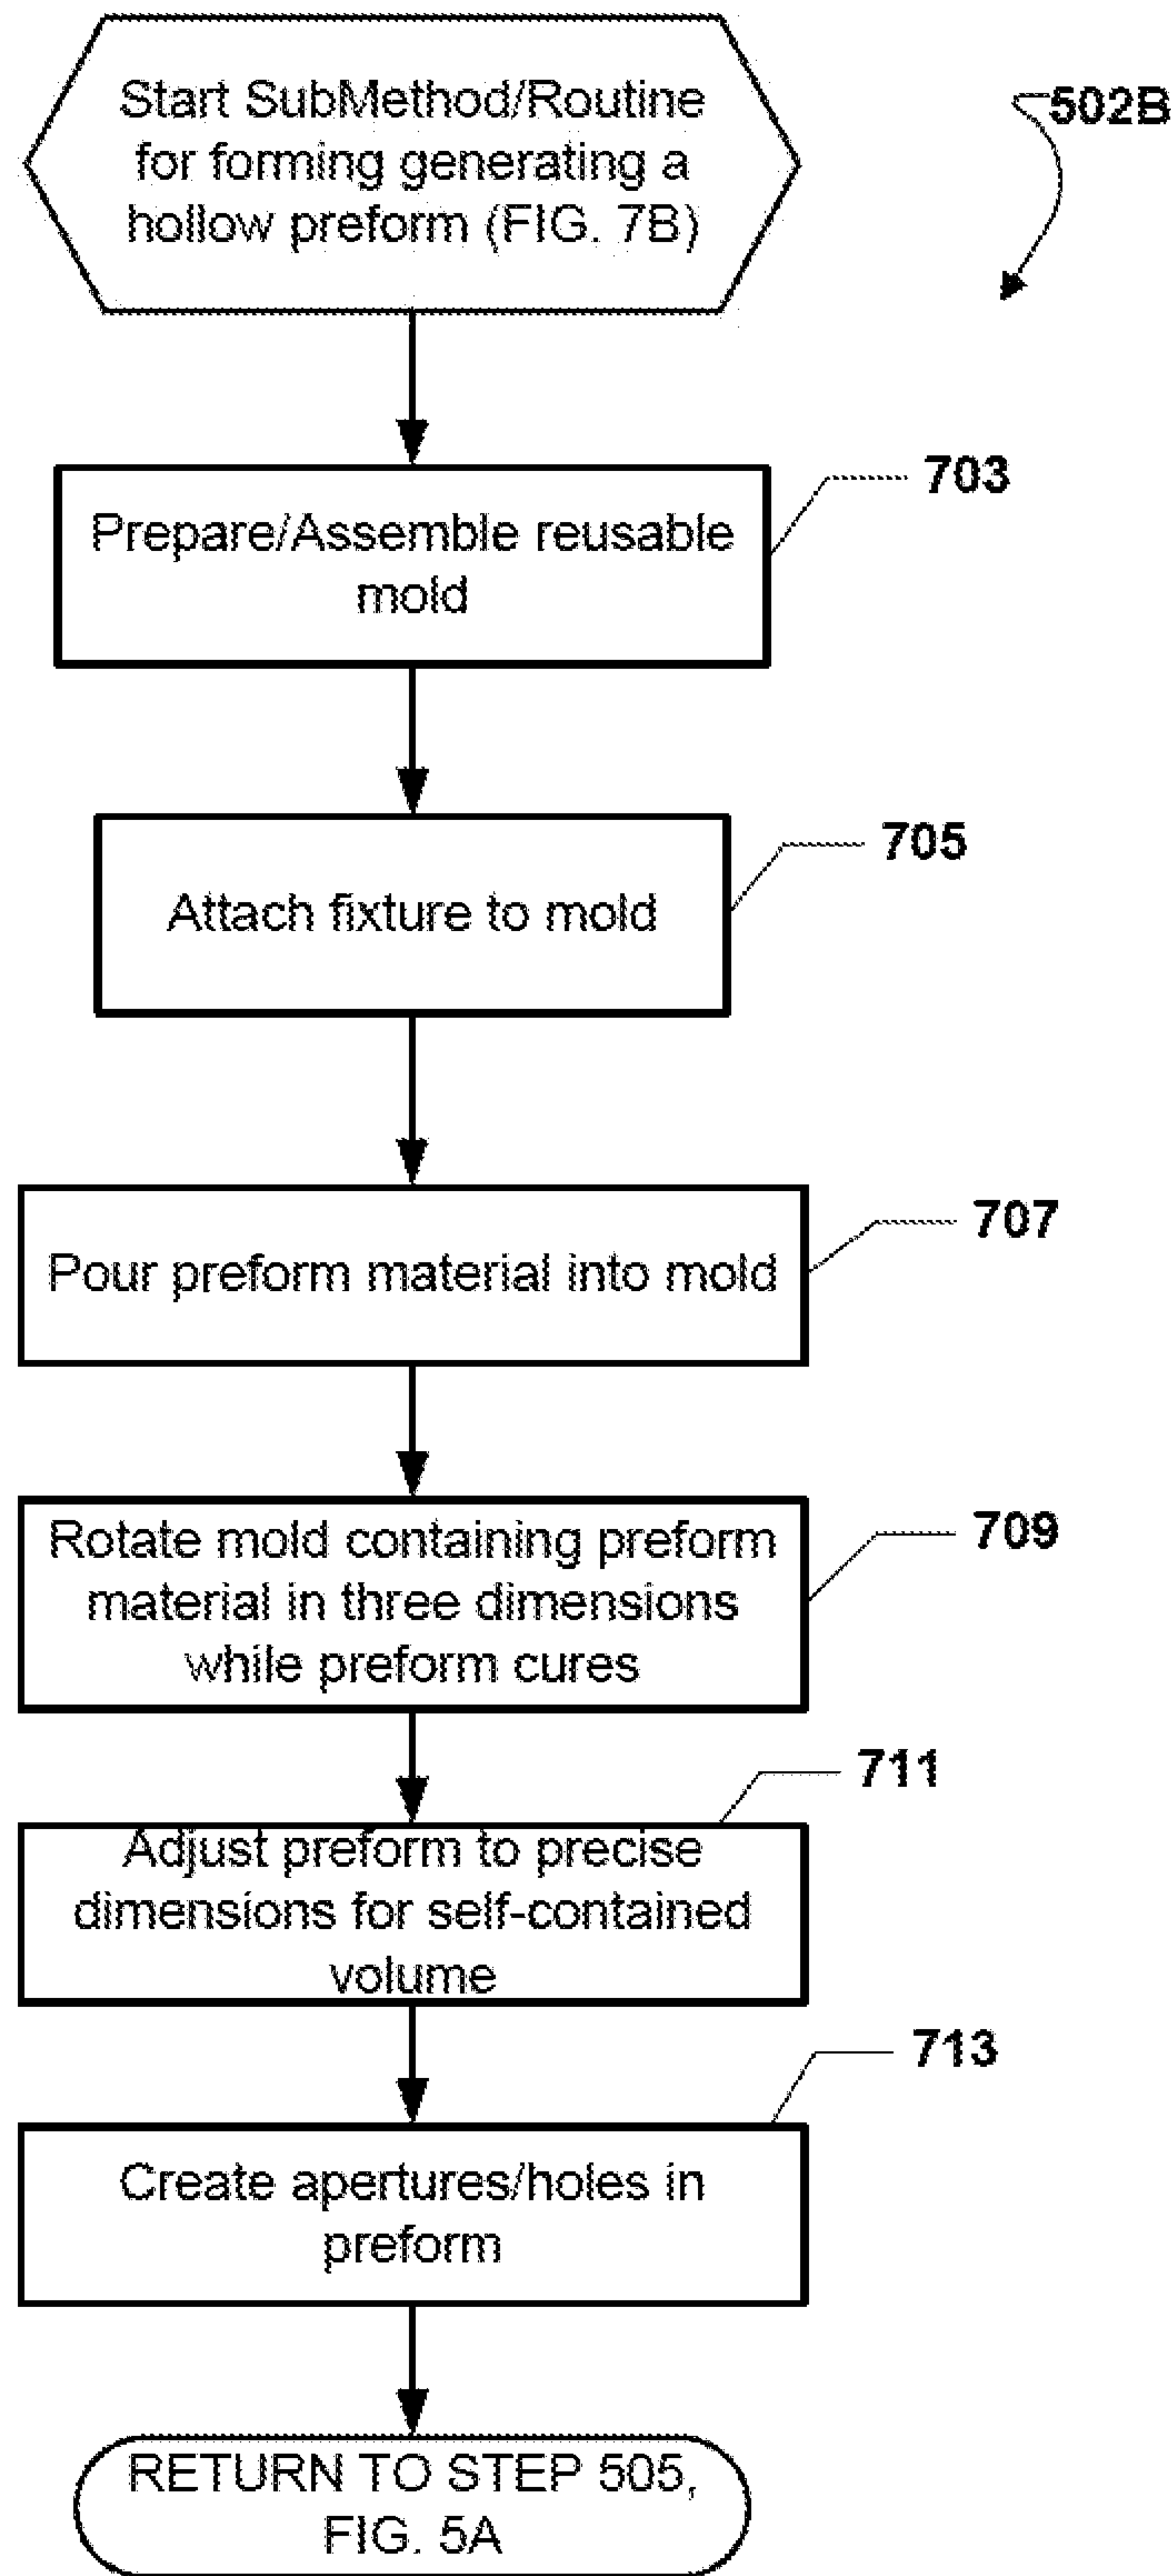 Start SubMethod/Routine
for forming generating a
hollow preform (FIG. 7B)
502B
703
Prepare/Assemble reusable
mold
705
Attach fixture to mold
707
Pour preform material into mold
709
Rotate mold containing preform
material in three dimensions
while preform cures
711
Adjust preform to precise
dimensions for self-contained
volume
713
Create apertures/holes in
preform
RETURN TO STEP 505,
FIG. 5A